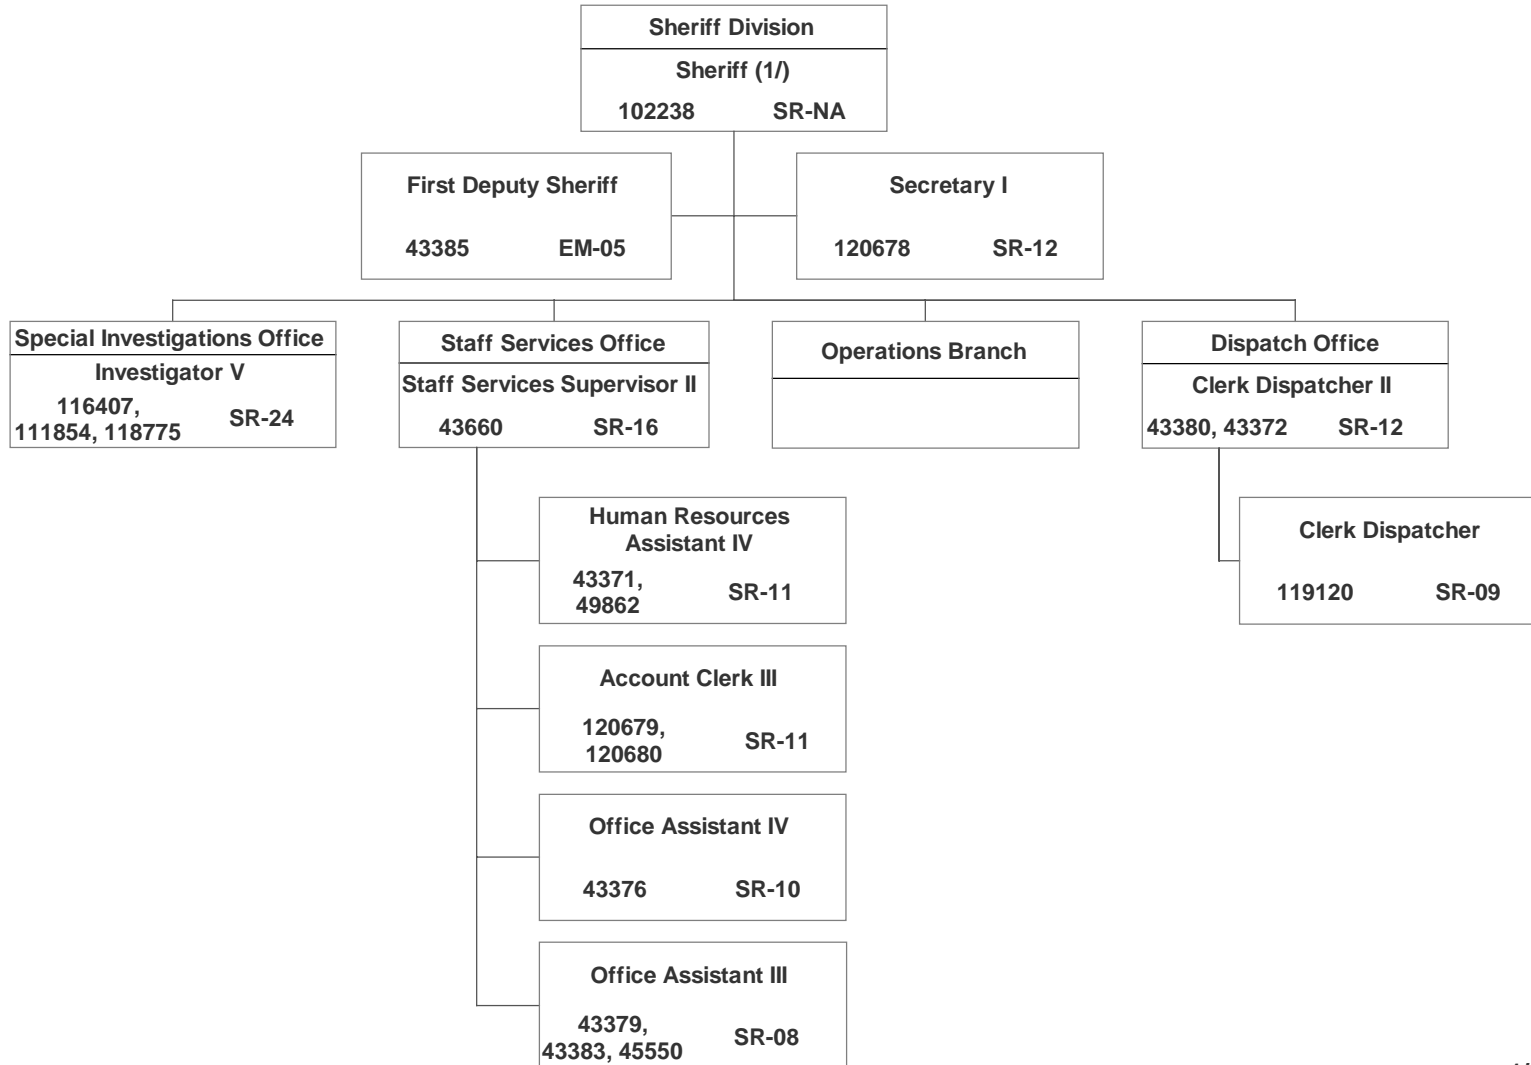 Sheriff Division
Sheriff (1/)
102238 SR-NA
First Deputy Sheriff
43385 EM-05
Secretary I
120678 SR-12
Special Investigations Office
Investigator V
116407,
111854, 118775 SR-24
Staff Services Office
Staff Services Supervisor II
43660 SR-16
Operations Branch
Dispatch Office
Clerk Dispatcher II
43380, 43372 SR-12
Human Resources
Assistant IV
43371,
49862 SR-11
Clerk Dispatcher
119120 SR-09
Account Clerk III
120679,
120680 SR-11
Office Assistant IV
43376 SR-10
Office Assistant III
43379,
43383, 45550 SR-08